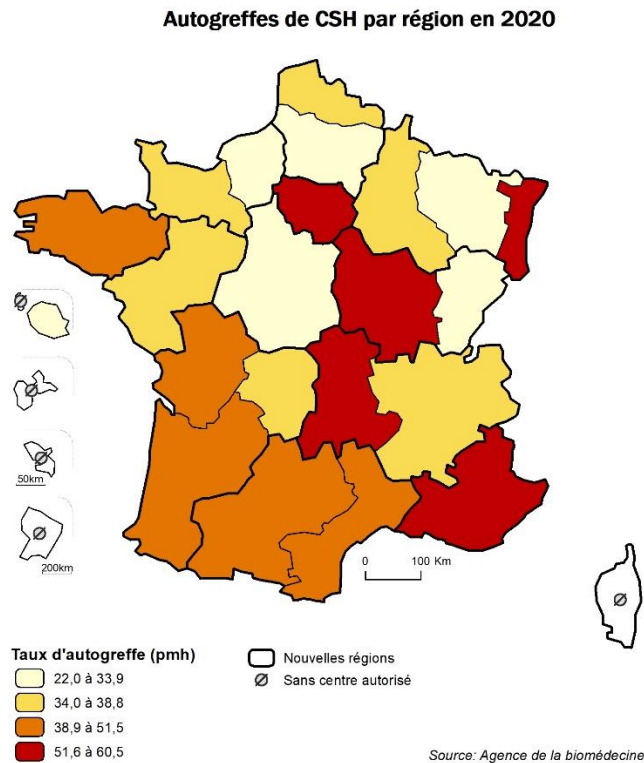 Autogreffes de CSH par région en 2020
50km
200km
0 100 Km
Taux d'autogreffe (pmh)
22,0 à 33,9
34,0 à 38,8
38,9 à 51,5
51,6 à 60,5
Nouvelles régions
Sans centre autorisé
Source: Agence de la biomédecine